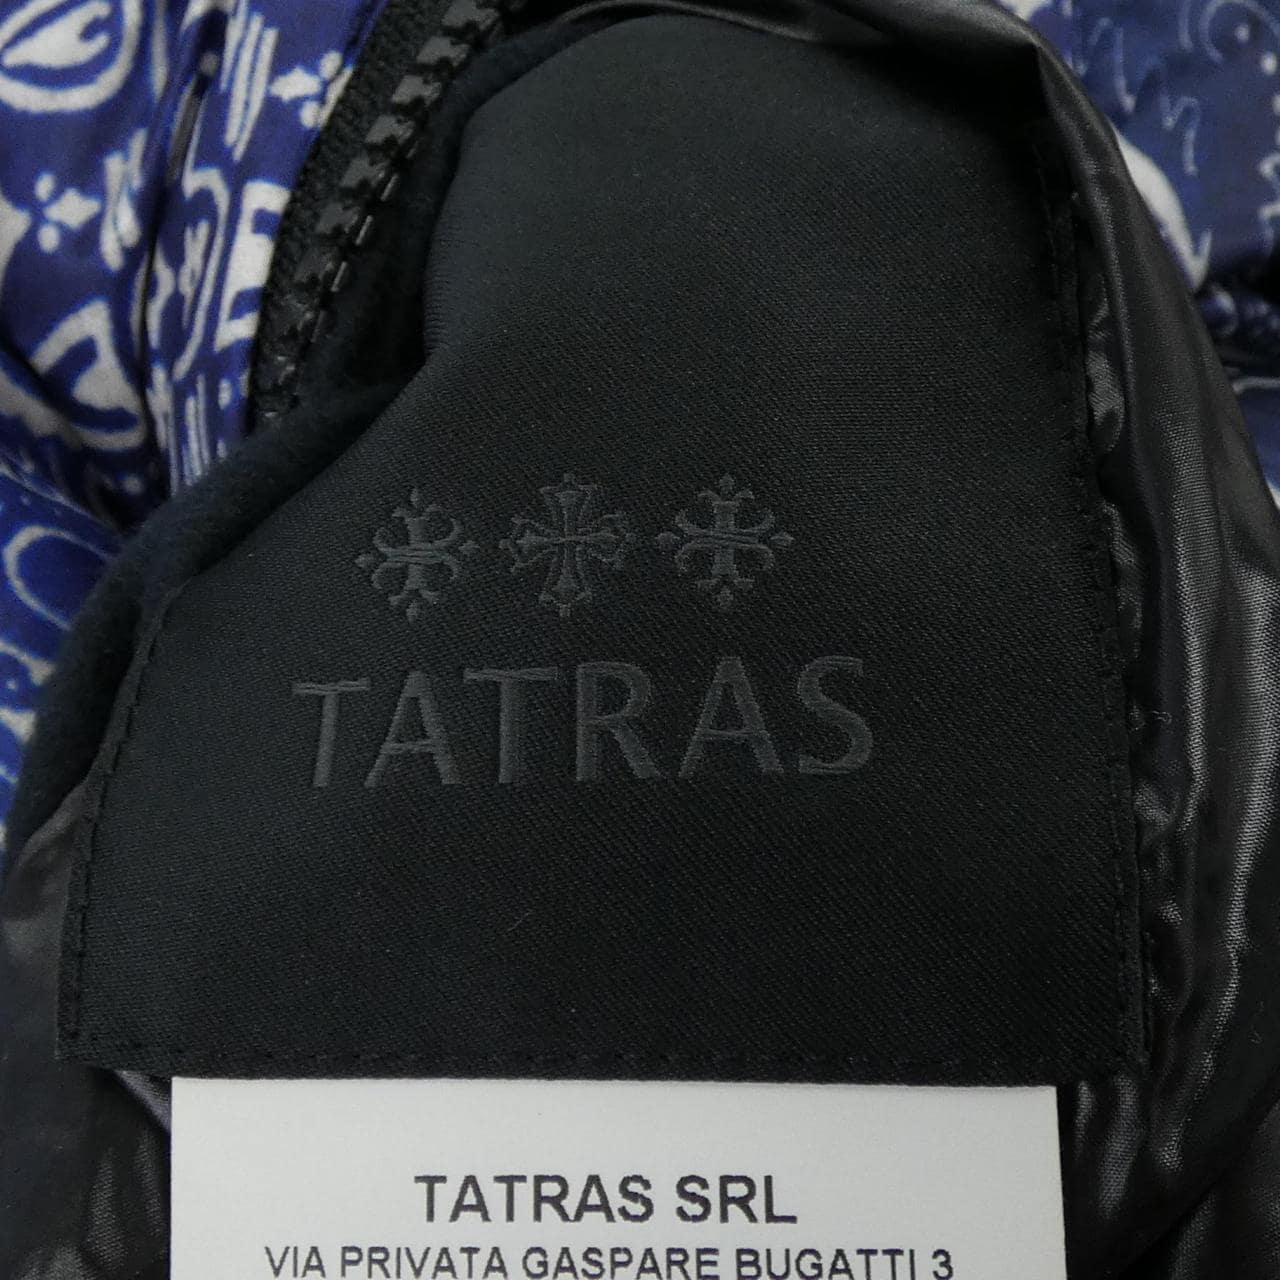 TATRAS
TATRAS SRL
VIA PRIVATA GASPARE BUGATTI 3